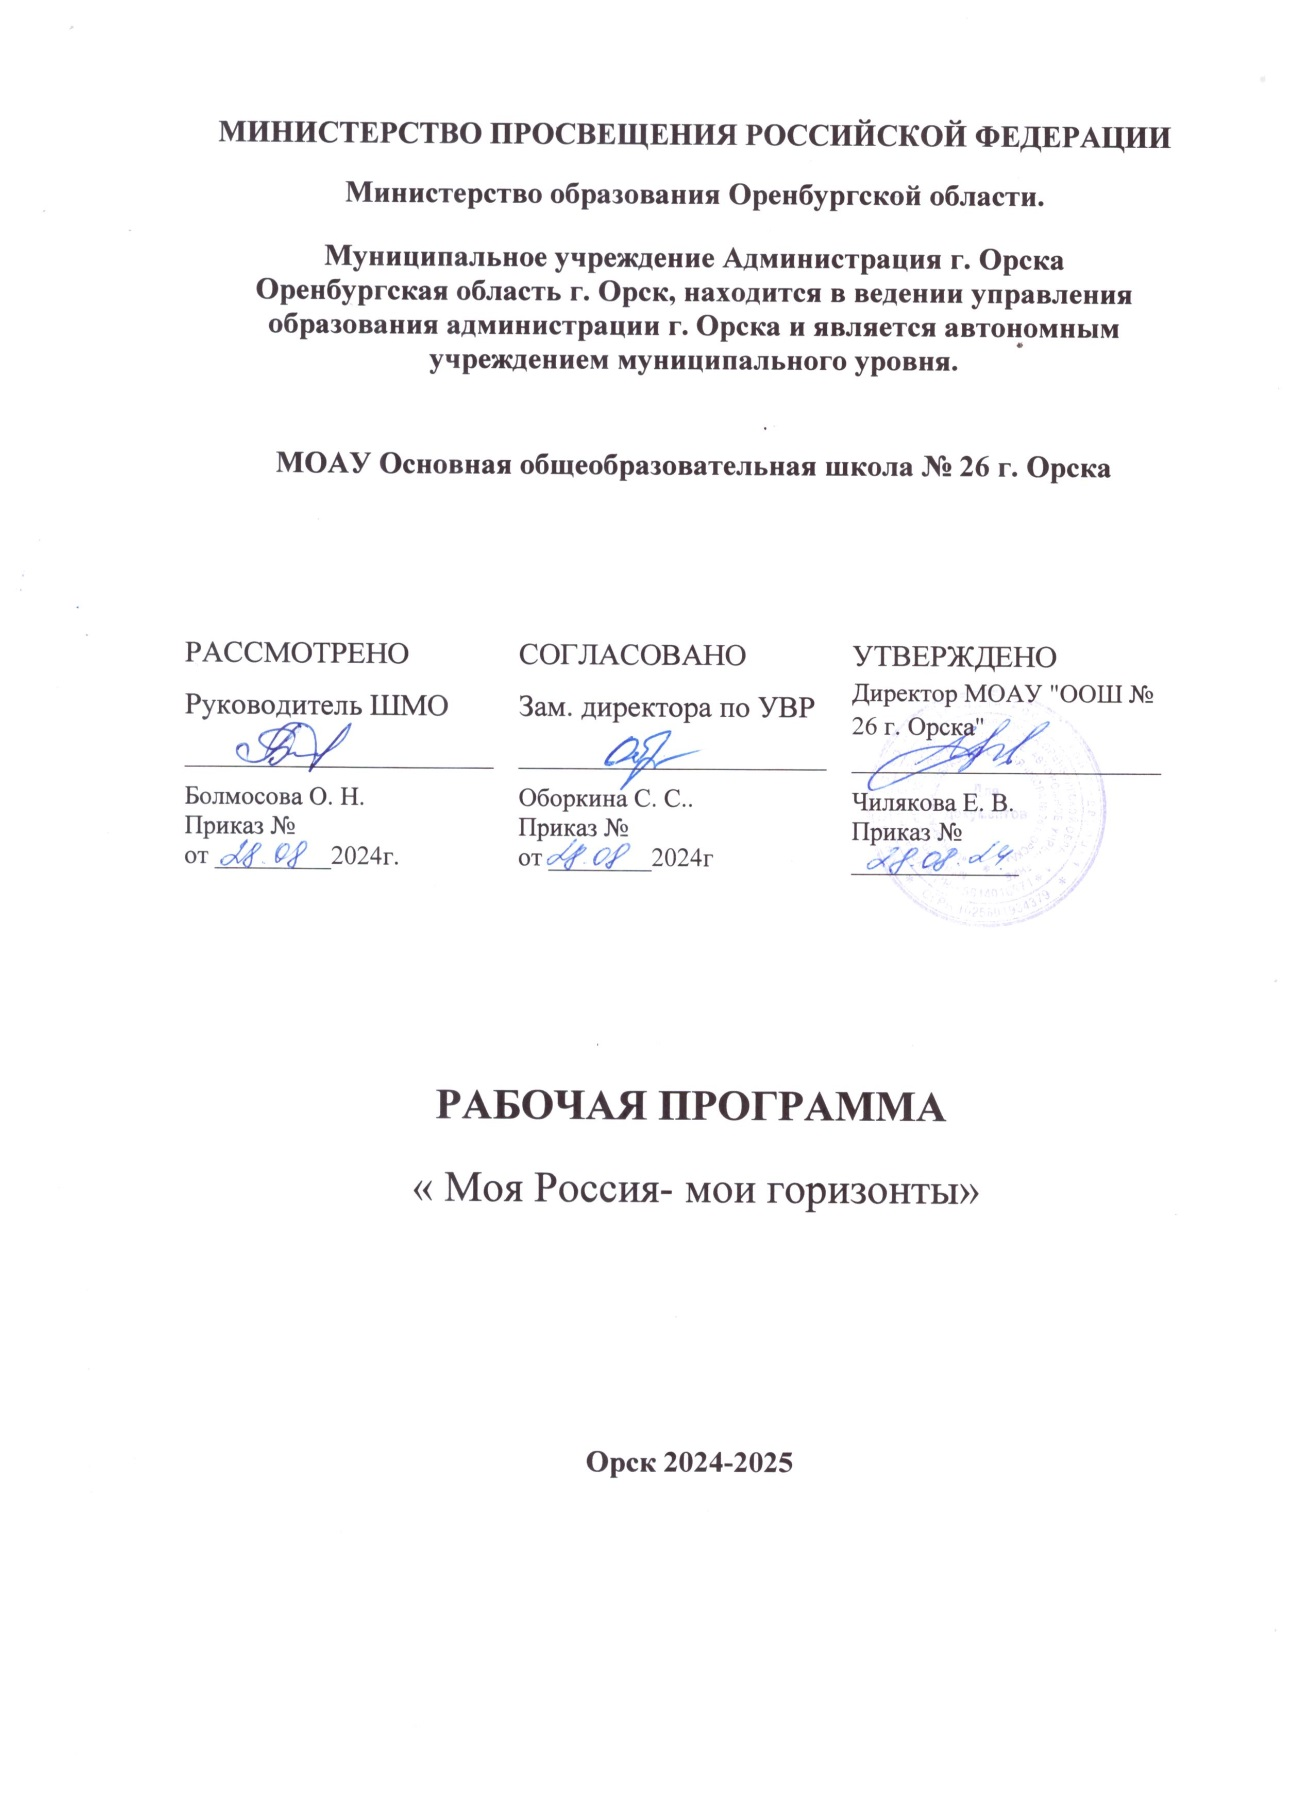 МИНИСТЕРСТВО ПРОСВЕЩЕНИЯ РОССИЙСКОЙ ФЕДЕРАЦИИ
Министерство образования Оренбургской области.
Муниципальное учреждение Администрация г. Орска
Оренбургская область г. Орск, находится в ведении управления
образования администрации г. Орска и является автономным
учреждением муниципального уровня.
МОАУ Основная общеобразовательная школа № 26 г. Орска
РАССМОТРЕНО
Руководитель ШМО
Болмосова О. Н.
Приказ №
от 28.08 2024г.
СОГЛАСОВАНО
Зам. директора по УВР
Оборкина С. С..
Приказ №
от 28.08 2024г
УТВЕРЖДЕНО
Директор МОАУ "ООШ №
26 г. Орска"
Чилякова Е. В.
Приказ №
28.08.24.
РАБОЧАЯ ПРОГРАММА
« Моя Россия- мои горизонты»
Орск 2024-2025